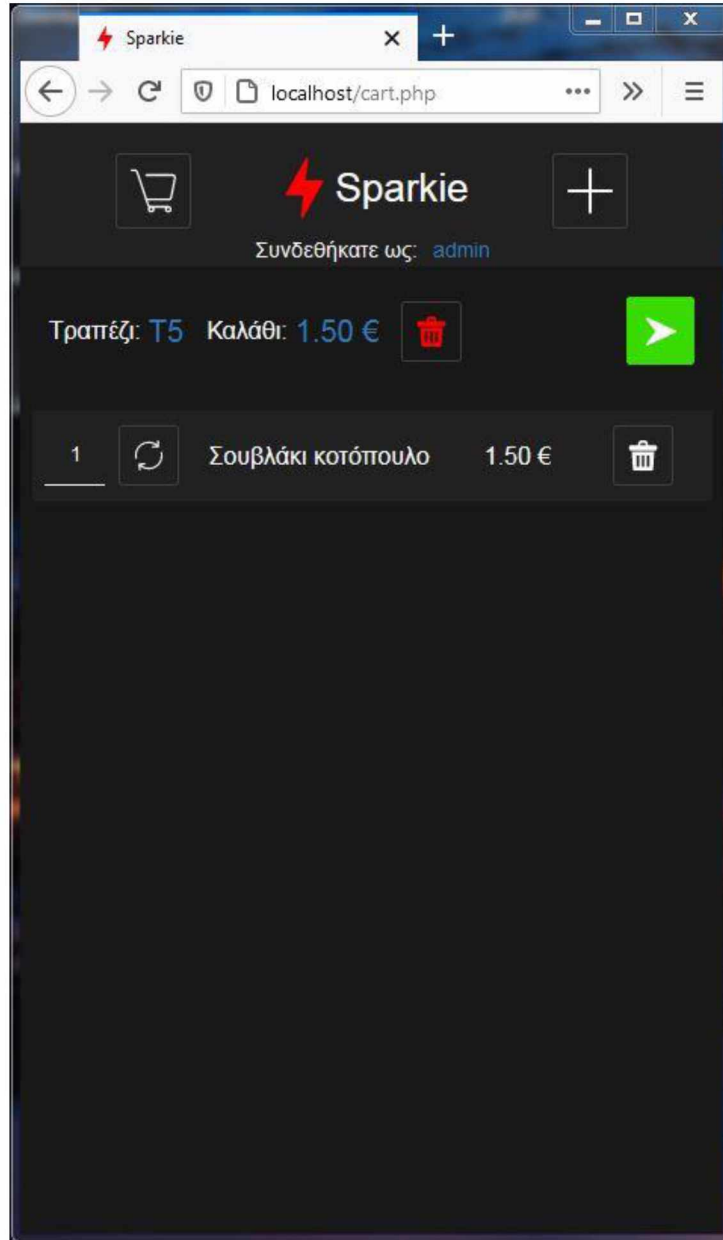 Sparkie
localhost/cart.php
Sparkie
Συνδεθήκατε ως: admin
Τραπέζι: T5 Καλάθι: 1.50 €
1 Σουβλάκι κοτόπουλο 1.50 €